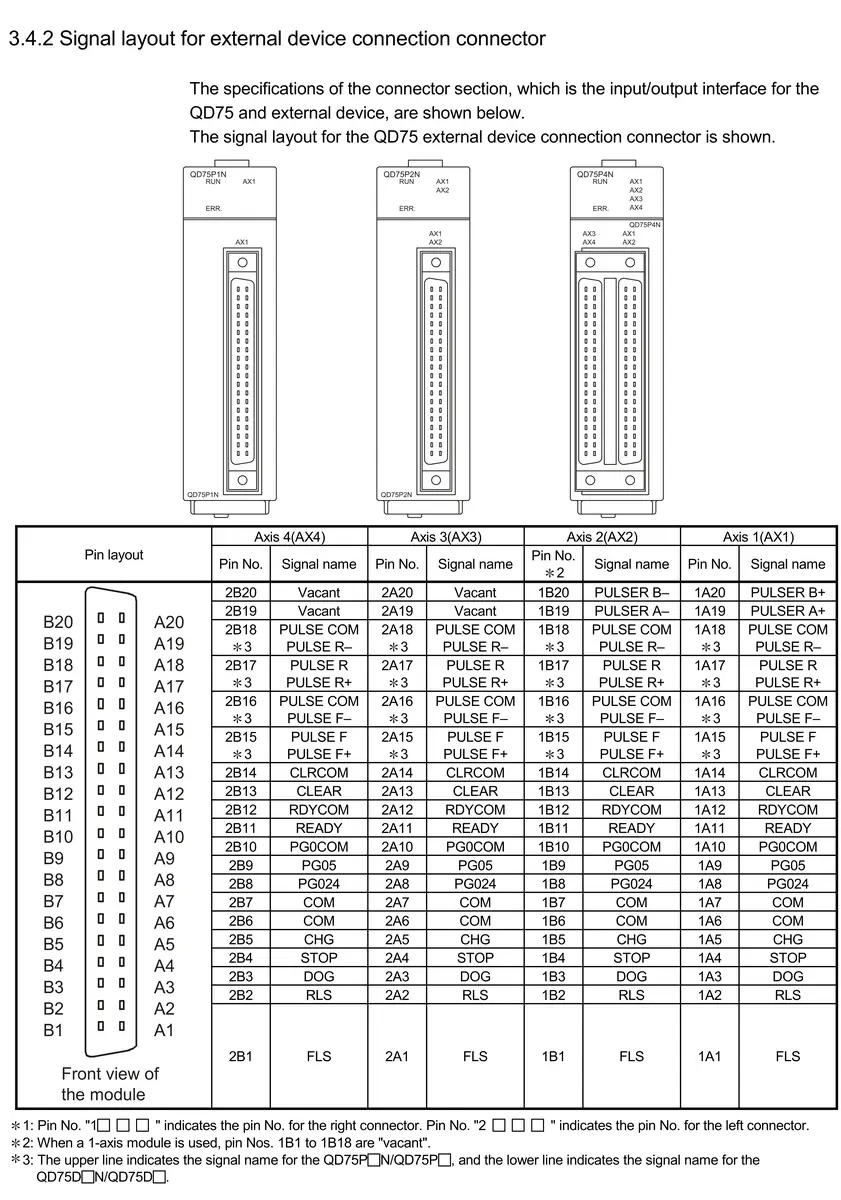 3.4.2 Signal layout for external device connection connector
The specifications of the connector section, which is the input/output interface for the
QD75 and external device, are shown below.
The signal layout for the QD75 external device connection connector is shown.
QD75P1N
RUN AX1
ERR.
AX1
QD75P1N
QD75P2N
RUN AX1
AX2
ERR.
AX1
AX2
QD75P2N
QD75P4N
RUN AX1
AX2
AX3
ERR. AX4
QD75P4N
AX3 AX1
AX4 AX2
Pin layout Axis 4(AX4) Axis 3(AX3) Axis 2(AX2) Axis 1(AX1)
Pin No. Signal name Pin No. Signal name Pin No. ∗2 Signal name Pin No. Signal name
B20 A20
B19 A19
B18 A18
B17 A17
B16 A16
B15 A15
B14 A14
B13 A13
B12 A12
B11 A11
B10 A10
B9 A9
B8 A8
B7 A7
B6 A6
B5 A5
B4 A4
B3 A3
B2 A2
B1 A1
Front view of
the module
2B20 Vacant 2A20 Vacant 1B20 PULSER B– 1A20 PULSER B+
2B19 Vacant 2A19 Vacant 1B19 PULSER A– 1A19 PULSER A+
2B18 PULSE COM 2A18 PULSE COM 1B18 PULSE COM 1A18 PULSE COM
∗3 PULSE R– ∗3 PULSE R– ∗3 PULSE R– ∗3 PULSE R–
2B17 PULSE R 2A17 PULSE R 1B17 PULSE R 1A17 PULSE R
∗3 PULSE R+ ∗3 PULSE R+ ∗3 PULSE R+ ∗3 PULSE R+
2B16 PULSE COM 2A16 PULSE COM 1B16 PULSE COM 1A16 PULSE COM
∗3 PULSE F– ∗3 PULSE F– ∗3 PULSE F– ∗3 PULSE F–
2B15 PULSE F 2A15 PULSE F 1B15 PULSE F 1A15 PULSE F
∗3 PULSE F+ ∗3 PULSE F+ ∗3 PULSE F+ ∗3 PULSE F+
2B14 CLRCOM 2A14 CLRCOM 1B14 CLRCOM 1A14 CLRCOM
2B13 CLEAR 2A13 CLEAR 1B13 CLEAR 1A13 CLEAR
2B12 RDYCOM 2A12 RDYCOM 1B12 RDYCOM 1A12 RDYCOM
2B11 READY 2A11 READY 1B11 READY 1A11 READY
2B10 PG0COM 2A10 PG0COM 1B10 PG0COM 1A10 PG0COM
2B9 PG05 2A9 PG05 1B9 PG05 1A9 PG05
2B8 PG024 2A8 PG024 1B8 PG024 1A8 PG024
2B7 COM 2A7 COM 1B7 COM 1A7 COM
2B6 COM 2A6 COM 1B6 COM 1A6 COM
2B5 CHG 2A5 CHG 1B5 CHG 1A5 CHG
2B4 STOP 2A4 STOP 1B4 STOP 1A4 STOP
2B3 DOG 2A3 DOG 1B3 DOG 1A3 DOG
2B2 RLS 2A2 RLS 1B2 RLS 1A2 RLS
2B1 FLS 2A1 FLS 1B1 FLS 1A1 FLS
∗1: Pin No. "1□ □ □ " indicates the pin No. for the right connector. Pin No. "2 □ □ □ " indicates the pin No. for the left connector.
∗2: When a 1-axis module is used, pin Nos. 1B1 to 1B18 are "vacant".
∗3: The upper line indicates the signal name for the QD75P□N/QD75P□, and the lower line indicates the signal name for the
QD75D□N/QD75D□.